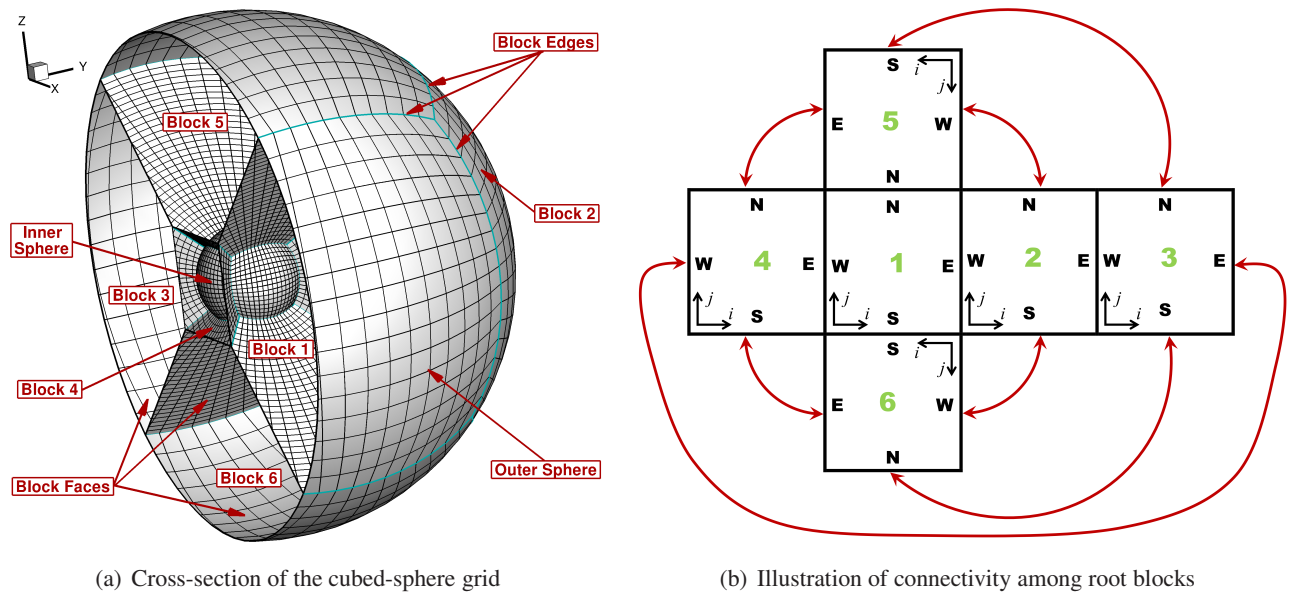 Z
Y
X
Block Edges
Block 5
Block 2
Inner
Sphere
Block 3
Block 1
Block 4
Outer Sphere
Block 6
Block Faces
(a) Cross-section of the cubed-sphere grid
S i
j
E 5 W
N
N N N N
W 4 E W 1 E W 2 E W 3 E
j j j j
i i i i
S S S S
S i
j
E 6 W
N
(b) Illustration of connectivity among root blocks